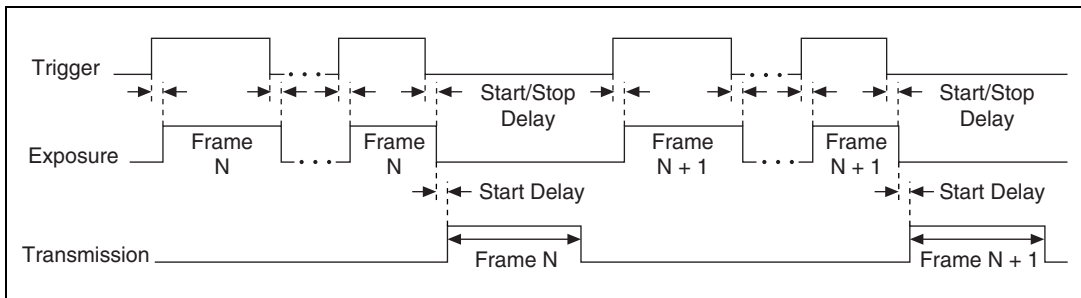 Trigger
Start/Stop
Delay
Start/Stop
Delay
Exposure
Frame
N
Frame
N
Frame
N + 1
Frame
N + 1
Start Delay
Start Delay
Transmission
Frame N
Frame N + 1